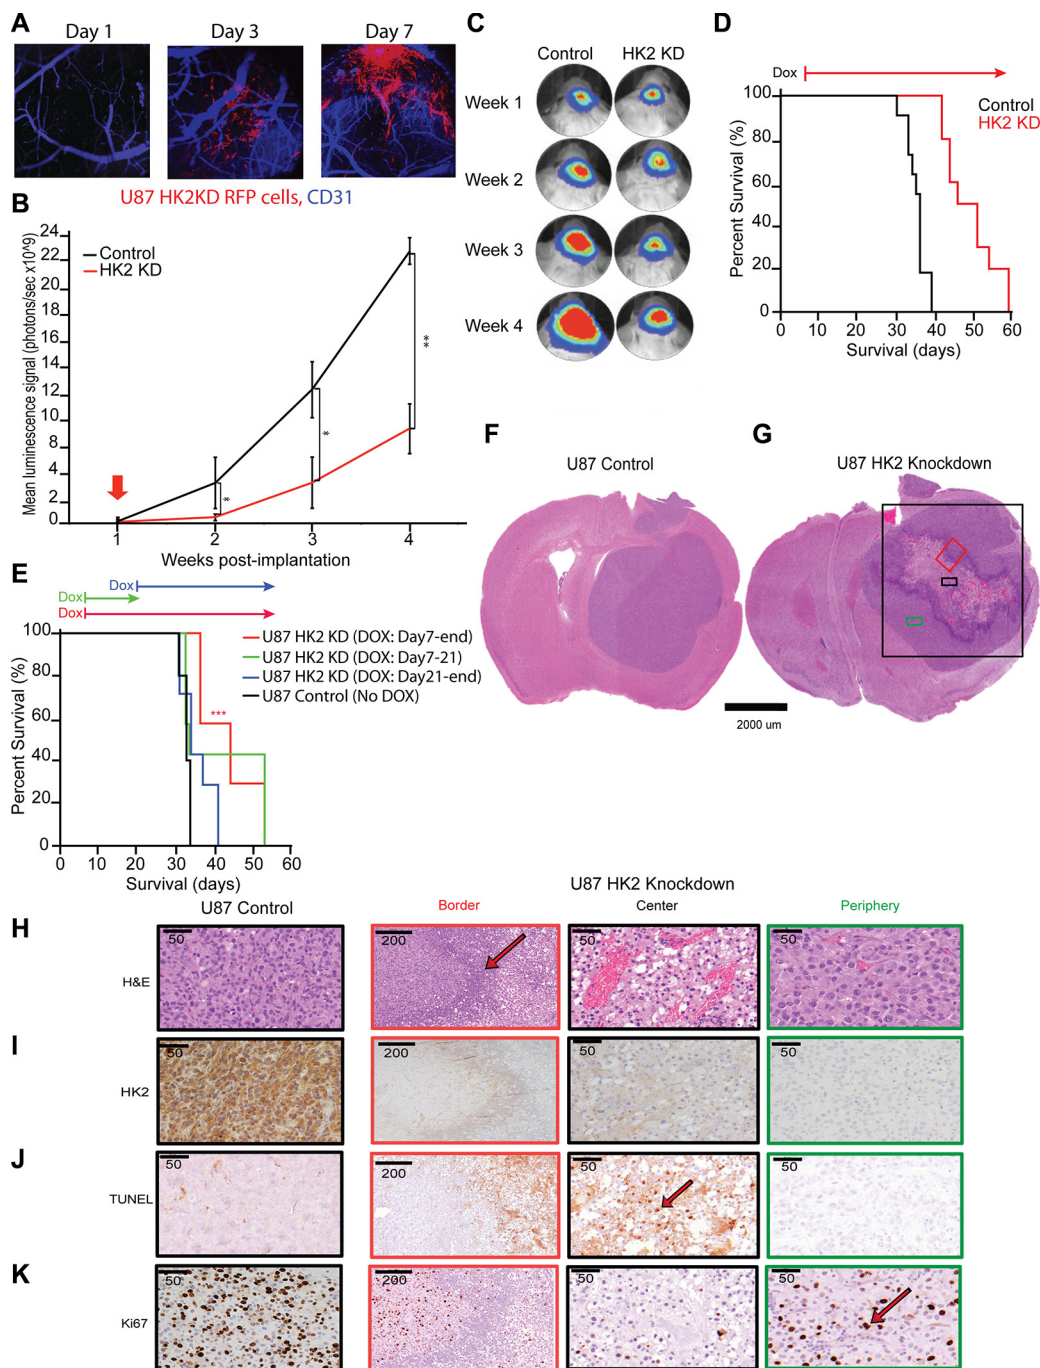 A
Day 1
Day 3
Day 7
U87 HK2KD RFP cells, CD31
B
Mean luminescence signal (photons/sec x10^9)
24
22
20
18
16
14
12
10
8
6
4
2
0
Control
HK2 KD
*
*
**
1
2
3
4
Weeks post-implantation
C
Control
HK2 KD
Week 1
Week 2
Week 3
Week 4
D
Dox
Control
HK2 KD
Percent Survival (%)
100
80
60
40
20
0
0
10
20
30
40
50
60
Survival (days)
E
Dox
Dox
Dox
U87 HK2 KD (DOX: Day7-end)
U87 HK2 KD (DOX: Day7-21)
U87 HK2 KD (DOX: Day21-end)
U87 Control (No DOX)
***
Percent Survival (%)
100
80
60
40
20
0
0
10
20
30
40
50
60
Survival (days)
F
U87 Control
G
U87 HK2 Knockdown
2000 um
U87 HK2 Knockdown
U87 Control
Border
Center
Periphery
H
H&E
50
200
50
50
I
HK2
50
200
50
50
J
TUNEL
50
200
50
50
K
Ki67
50
200
50
50